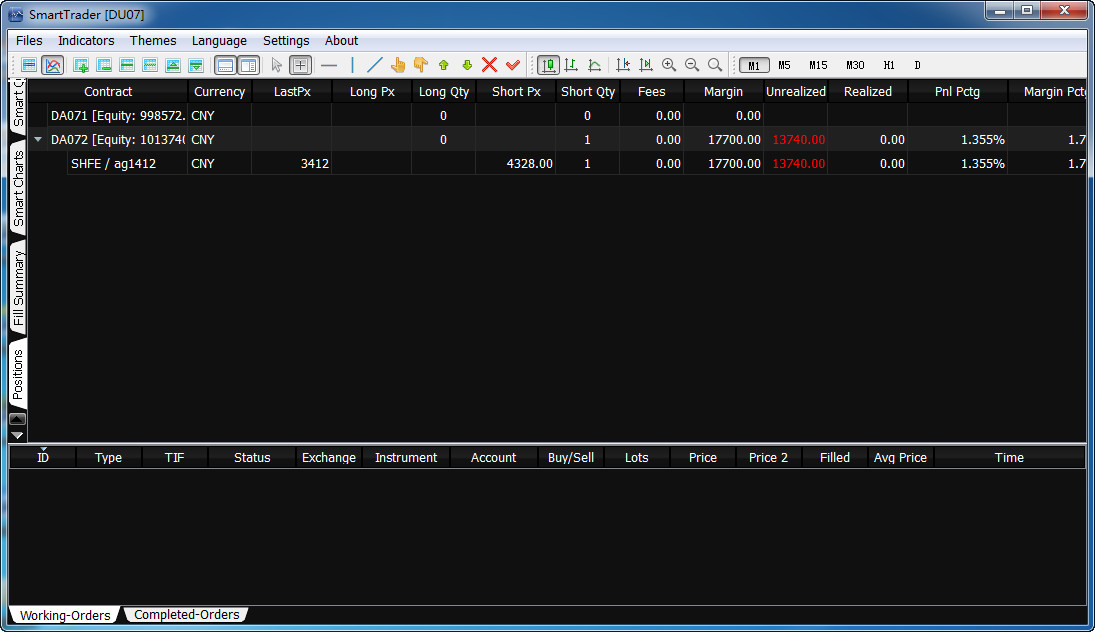 SmartTrader [DU07]
Files Indicators Themes Language Settings About
M1 M5 M15 M30 H1 D
Contract Currency LastPx Long Px Long Qty Short Px Short Qty Fees Margin Unrealized Realized Pnl Pctg Margin Pctg
DA071 [Equity: 998572. CNY 0 0 0.00 0.00
DA072 [Equity: 1013740 CNY 0 1 0.00 17700.00 13740.00 0.00 1.355% 1.7
SHFE / ag1412 CNY 3412 4328.00 1 0.00 17700.00 13740.00 0.00 1.355% 1.7
Smart C
Smart Charts
Fill Summary
Positions
ID Type TIF Status Exchange Instrument Account Buy/Sell Lots Price Price 2 Filled Avg Price Time
Working-Orders Completed-Orders